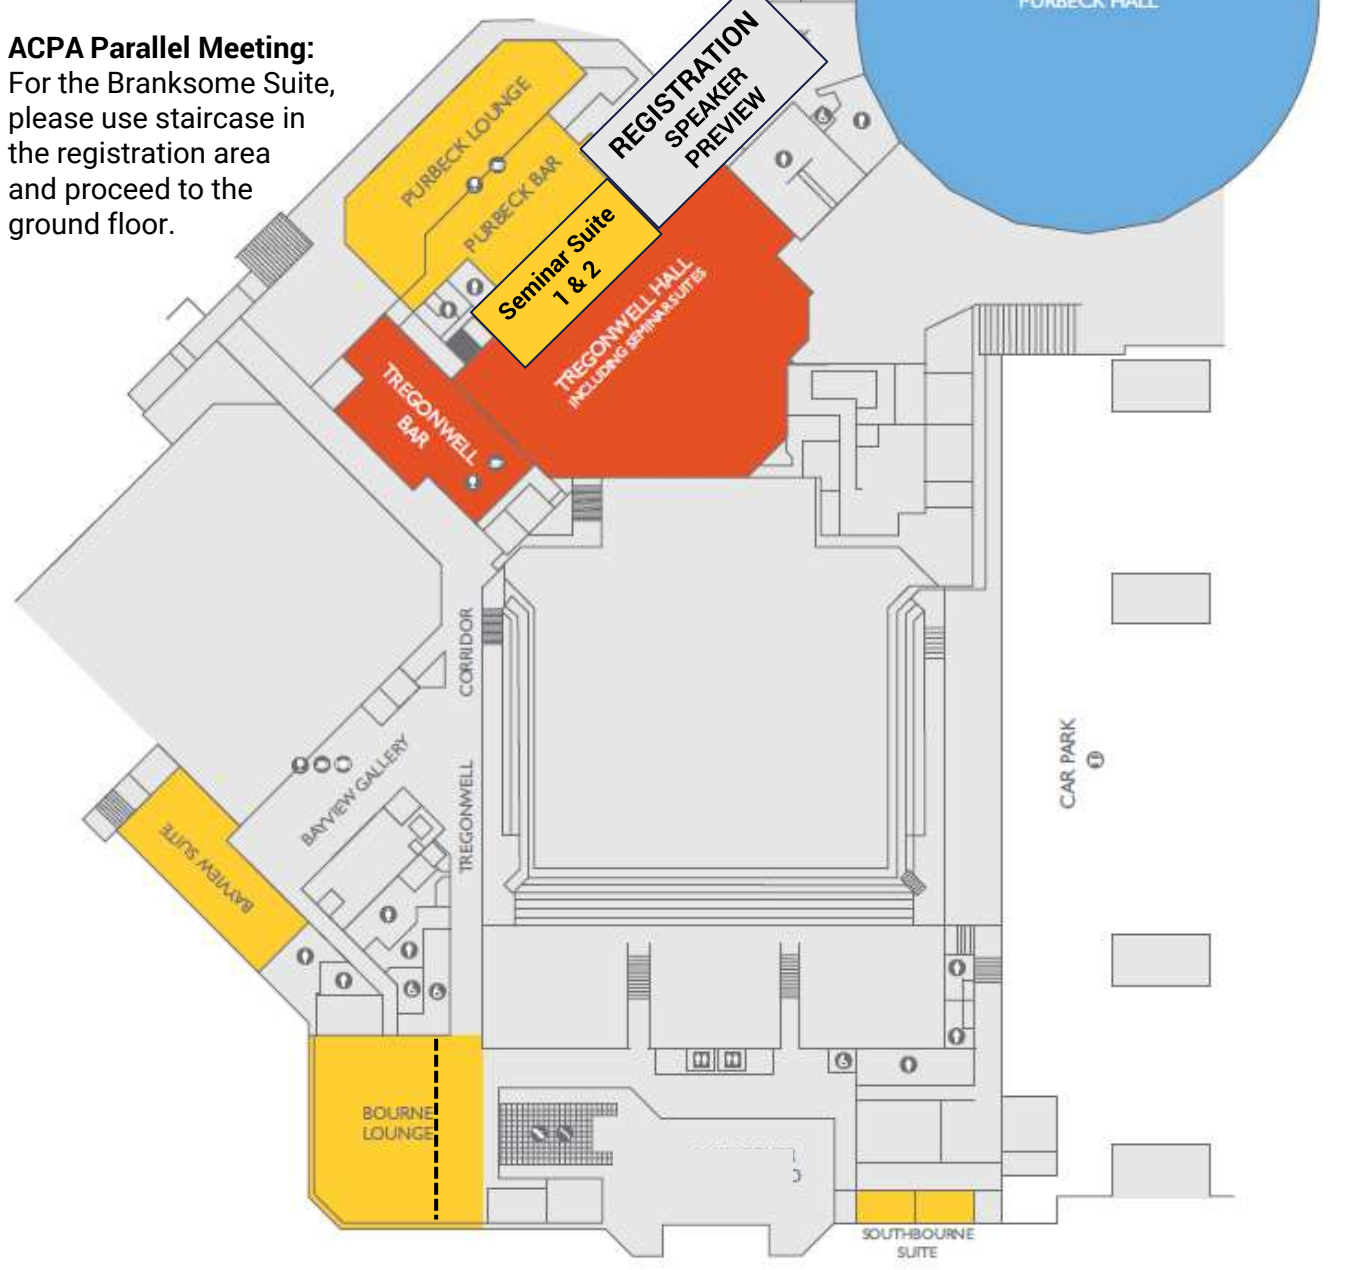 PURBECK HALL
ACPA Parallel Meeting:
For the Branksome Suite,
please use staircase in
the registration area
and proceed to the
ground floor.
REGISTRATION
SPEAKER
PREVIEW
PURBECK LOUNGE
PURBECK BAR
Seminar Suite
1 & 2
TREGONWELL HALL
INCLUDING SEMINAR SUITES
TREGONWELL
BAR
TREGONWELL CORRIDOR
BAYVIEW GALLERY
CAR PARK
BAYVIEW SUITE
BOURNE
LOUNGE
SOUTHBOURNE
SUITE